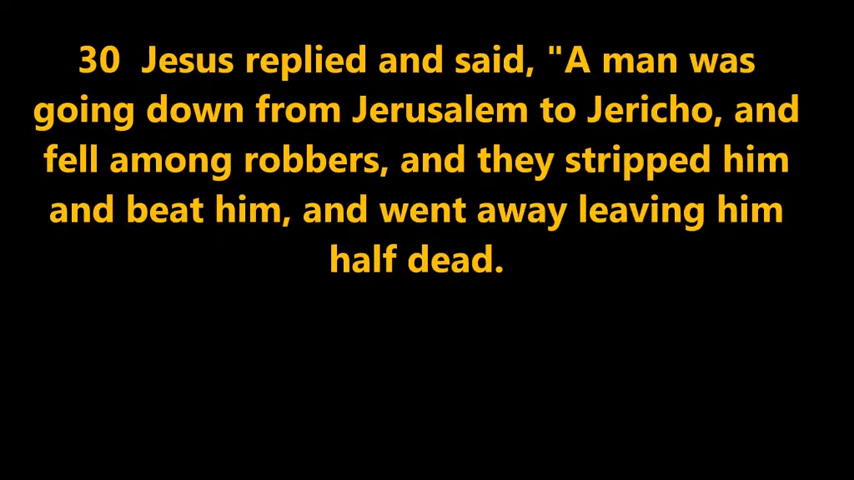 30  Jesus replied and said, "A man was
going down from Jerusalem to Jericho, and
fell among robbers, and they stripped him
and beat him, and went away leaving him
half dead.